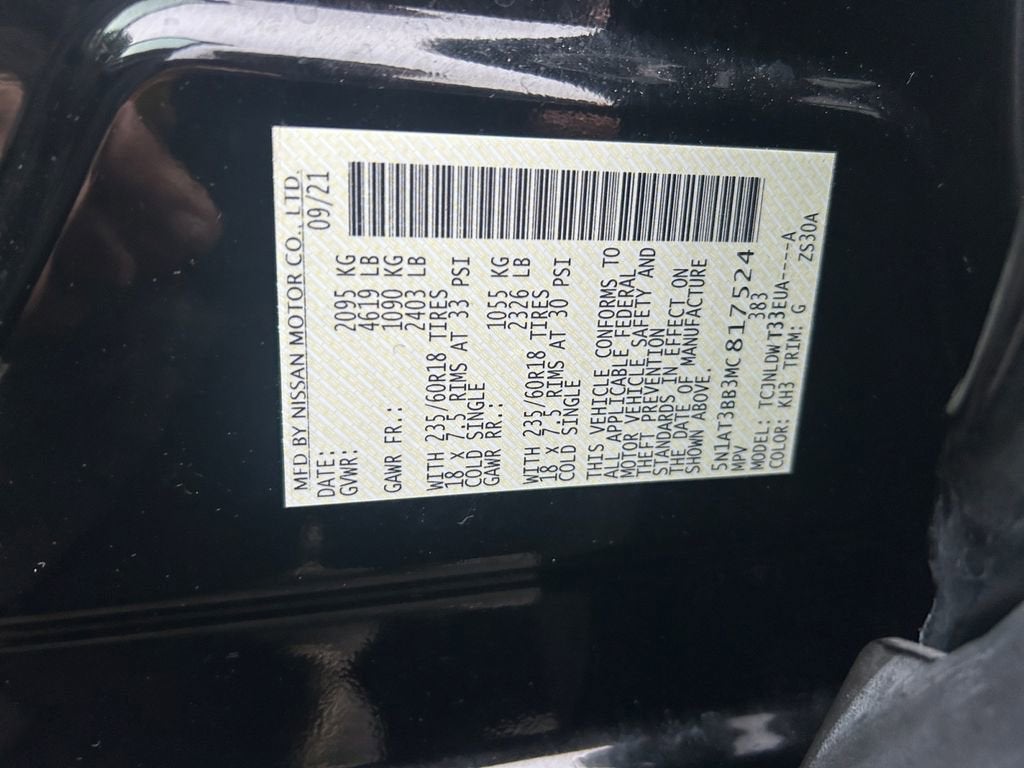 MFD BY NISSAN MOTOR CO., LTD.
DATE: 09/21
GVWR: 2095 KG
4619 LB
GAWR FR.: 1090 KG
2403 LB
WITH 235/60R18 TIRES
18 X 7.5 RIMS AT 33 PSI
COLD SINGLE
GAWR RR.: 1055 KG
2326 LB
WITH 235/60R18 TIRES
18 X 7.5 RIMS AT 30 PSI
COLD SINGLE
THIS VEHICLE CONFORMS TO
ALL APPLICABLE FEDERAL
MOTOR VEHICLE SAFETY AND
THEFT PREVENTION
STANDARDS IN EFFECT ON
THE DATE OF MANUFACTURE
SHOWN ABOVE.
5N1AT3BB3MC817524
MPV 383
MODEL: TCJNLDWT33EUA----A
COLOR: KH3 TRIM: G ZS30A